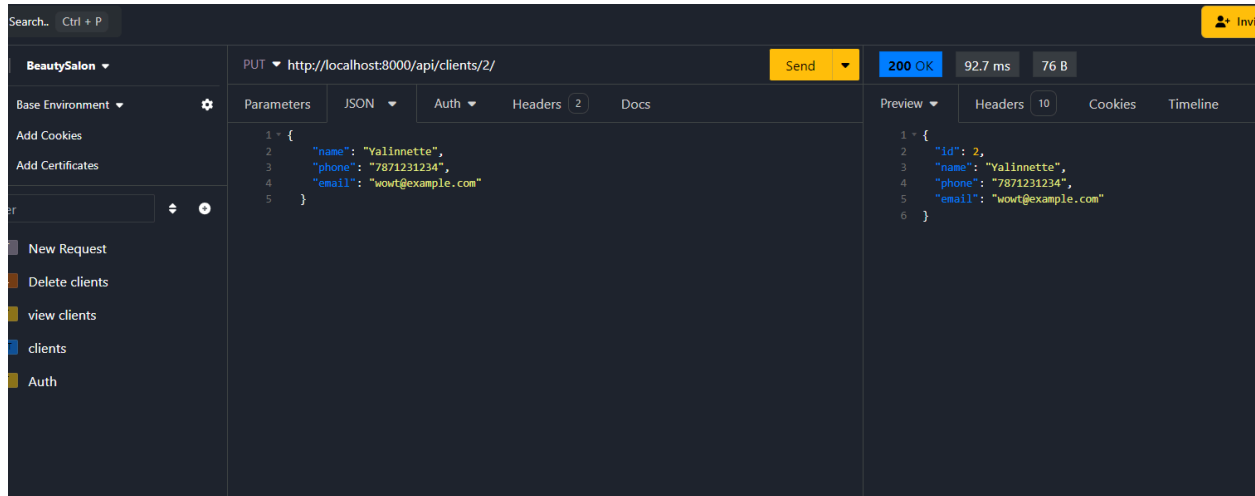 Search.. Ctrl + P
Invi
BeautySalon
PUT http://localhost:8000/api/clients/2/
Send
200 OK
92.7 ms
76 B
Base Environment
Parameters
JSON
Auth
Headers 2
Docs
Preview
Headers 10
Cookies
Timeline
Add Cookies
Add Certificates
1 {
2 "name": "Yalinnette",
3 "phone": "7871231234",
4 "email": "wowt@example.com"
5 }
1 {
2 "id": 2,
3 "name": "Yalinnette",
4 "phone": "7871231234",
5 "email": "wowt@example.com"
6 }
er
New Request
Delete clients
view clients
clients
Auth